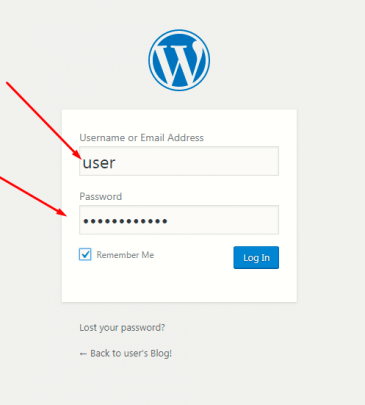 Username or Email Address
user
Password
••••••••••••
Remember Me
Log In
Lost your password?
← Back to user's Blog!